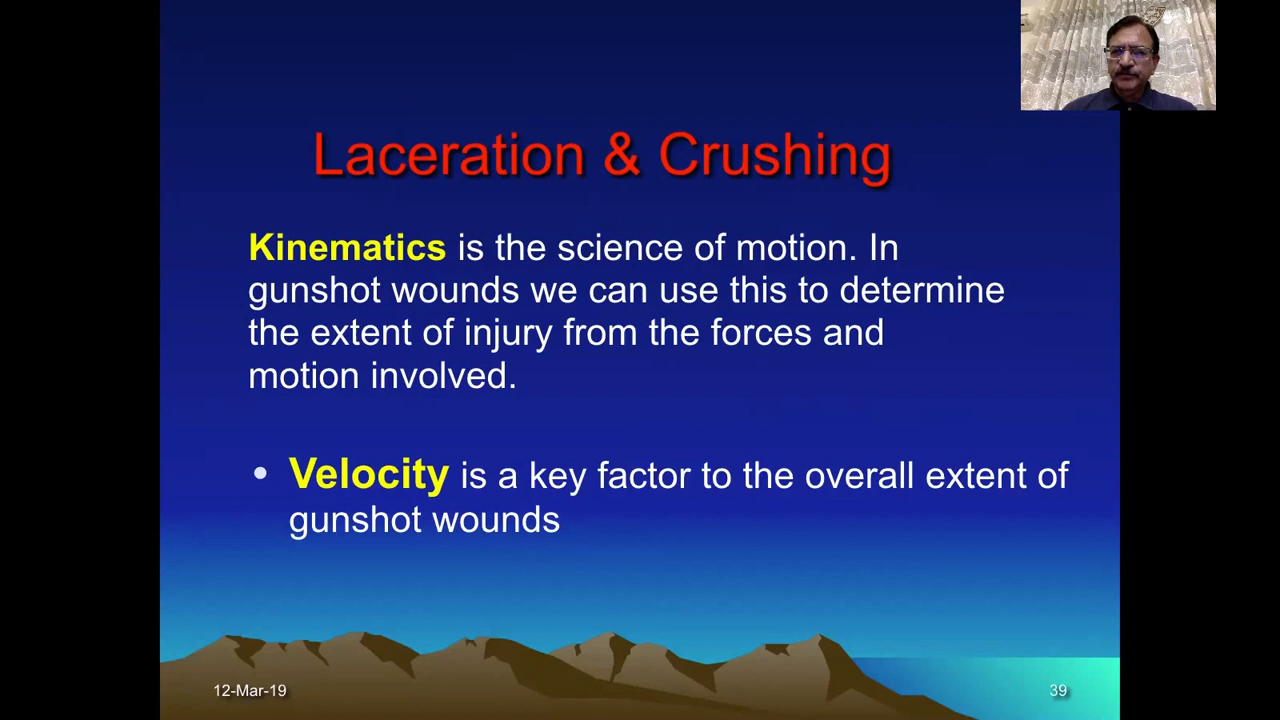 Laceration & Crushing
Kinematics is the science of motion. In
gunshot wounds we can use this to determine
the extent of injury from the forces and
motion involved.
• Velocity is a key factor to the overall extent of
gunshot wounds
12-Mar-19
39